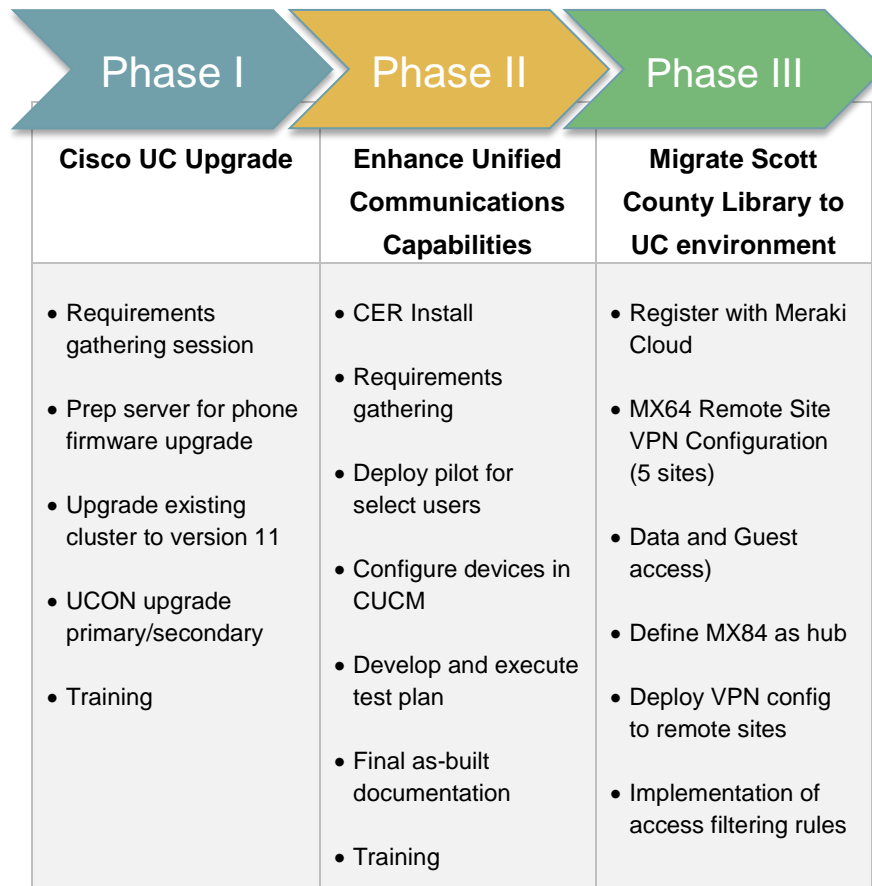 Phase I
Phase II
Phase III
Cisco UC Upgrade
Enhance Unified
Communications
Capabilities
Migrate Scott
County Library to
UC environment
• Requirements
gathering session
• Prep server for phone
firmware upgrade
• Upgrade existing
cluster to version 11
• UCON upgrade
primary/secondary
• Training
• CER Install
• Requirements
gathering
• Deploy pilot for
select users
• Configure devices in
CUCM
• Develop and execute
test plan
• Final as-built
documentation
• Training
• Register with Meraki
Cloud
• MX64 Remote Site
VPN Configuration
(5 sites)
• Data and Guest
access)
• Define MX84 as hub
• Deploy VPN config
to remote sites
• Implementation of
access filtering rules